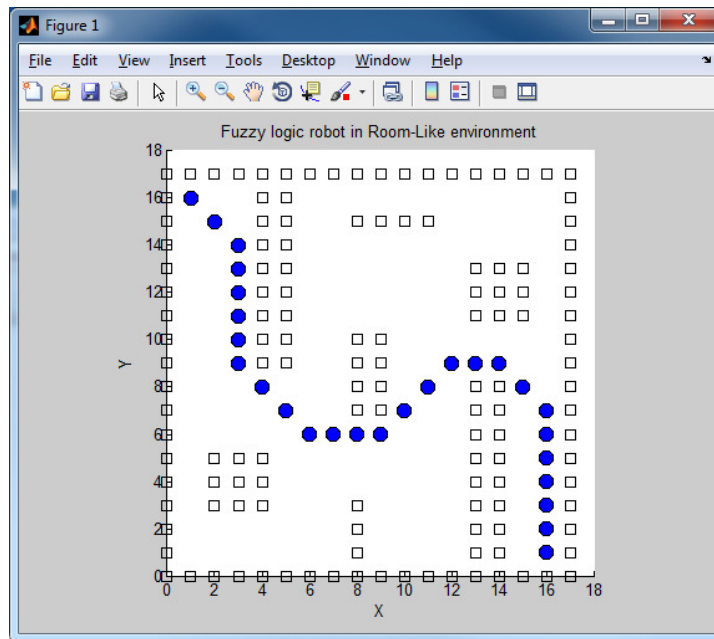 Figure 1
File Edit View Insert Tools Desktop Window Help
Fuzzy logic robot in Room-Like environment
18
16
14
12
10
8
6
4
2
0
Y
0 2 4 6 8 10 12 14 16 18
X